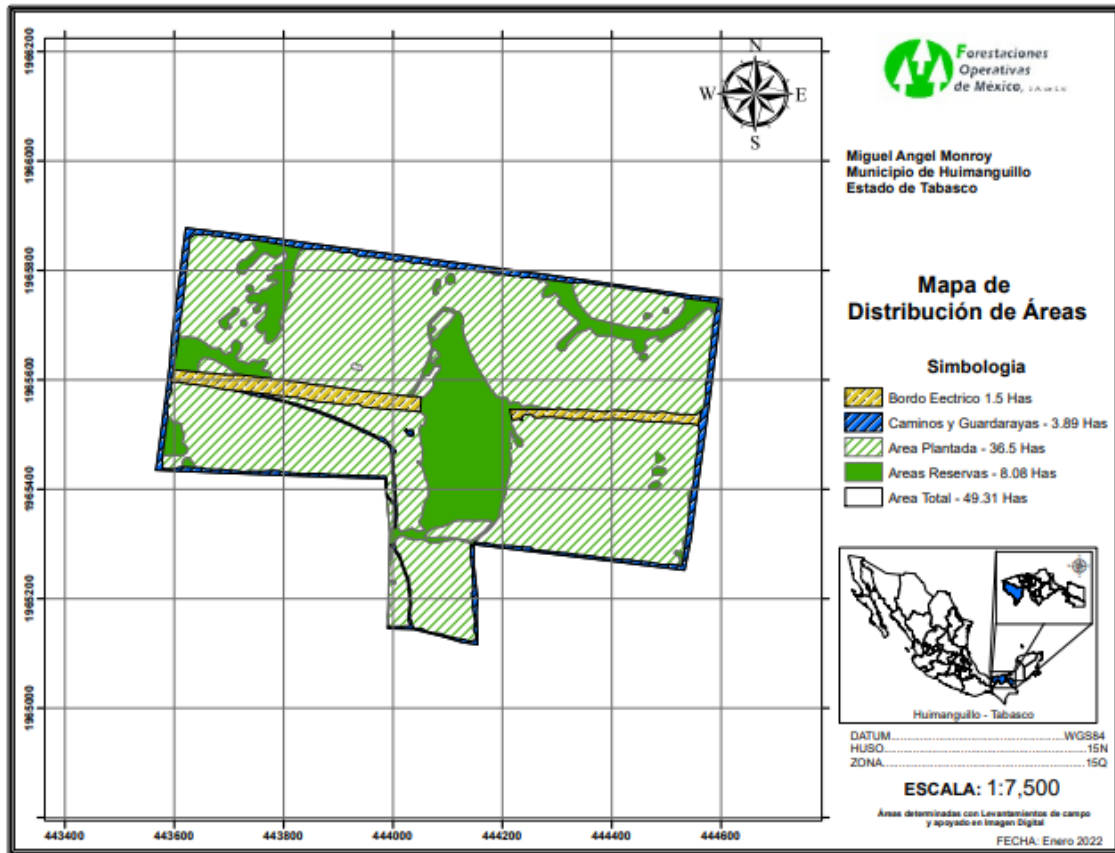 Forestaciones
Operativas
de México, S.A. de C.V.
N
W
E
S
Miguel Angel Monroy
Municipio de Huimanguillo
Estado de Tabasco
Mapa de
Distribución de Áreas
Simbologia
Bordo Eectrico 1.5 Has
Caminos y Guardarayas - 3.89 Has
Area Plantada - 36.5 Has
Areas Reservas - 8.08 Has
Area Total - 49.31 Has
Huimanguillo - Tabasco
DATUM..........WGS84
HUSO..........15N
ZONA..........15Q
ESCALA: 1:7,500
Áreas determinadas con Levantamientos de campo
y apoyado en Imagen Digital
FECHA: Enero 2022
1966200
1966000
1965800
1965600
1965400
1965200
1965000
443400
443600
443800
444000
444200
444400
444600